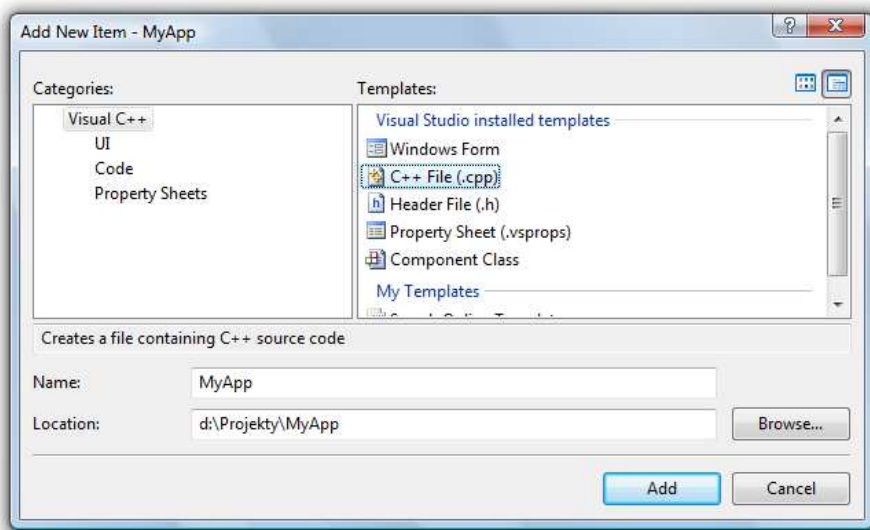 Add New Item - MyApp
Categories:
Templates:
Visual C++
UI
Code
Property Sheets
Visual Studio installed templates
Windows Form
C++ File (.cpp)
Header File (.h)
Property Sheet (.vsprops)
Component Class
My Templates
Creates a file containing C++ source code
Name:
MyApp
Location:
d:\Projekty\MyApp
Browse...
Add
Cancel